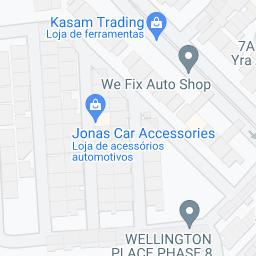 Kasam Trading
Loja de ferramentas
7A
Yra
We Fix Auto Shop
Jonas Car Accessories
Loja de acessórios
automotivos
WELLINGTON
PLACE PHASE 8